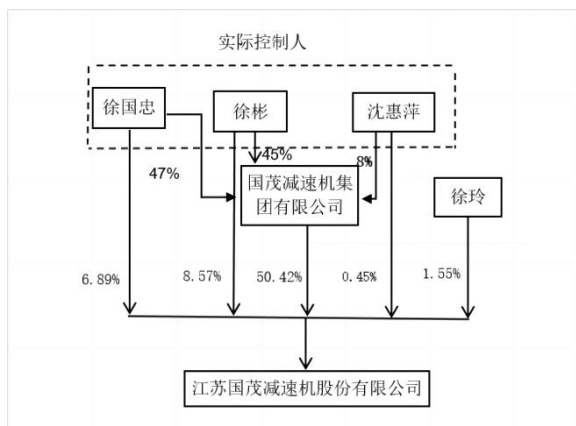 实际控制人
徐国忠
徐彬
沈惠萍
47%
45%
8%
国茂减速机集
团有限公司
徐玲
6.89%
8.57%
50.42%
0.45%
1.55%
江苏国茂减速机股份有限公司